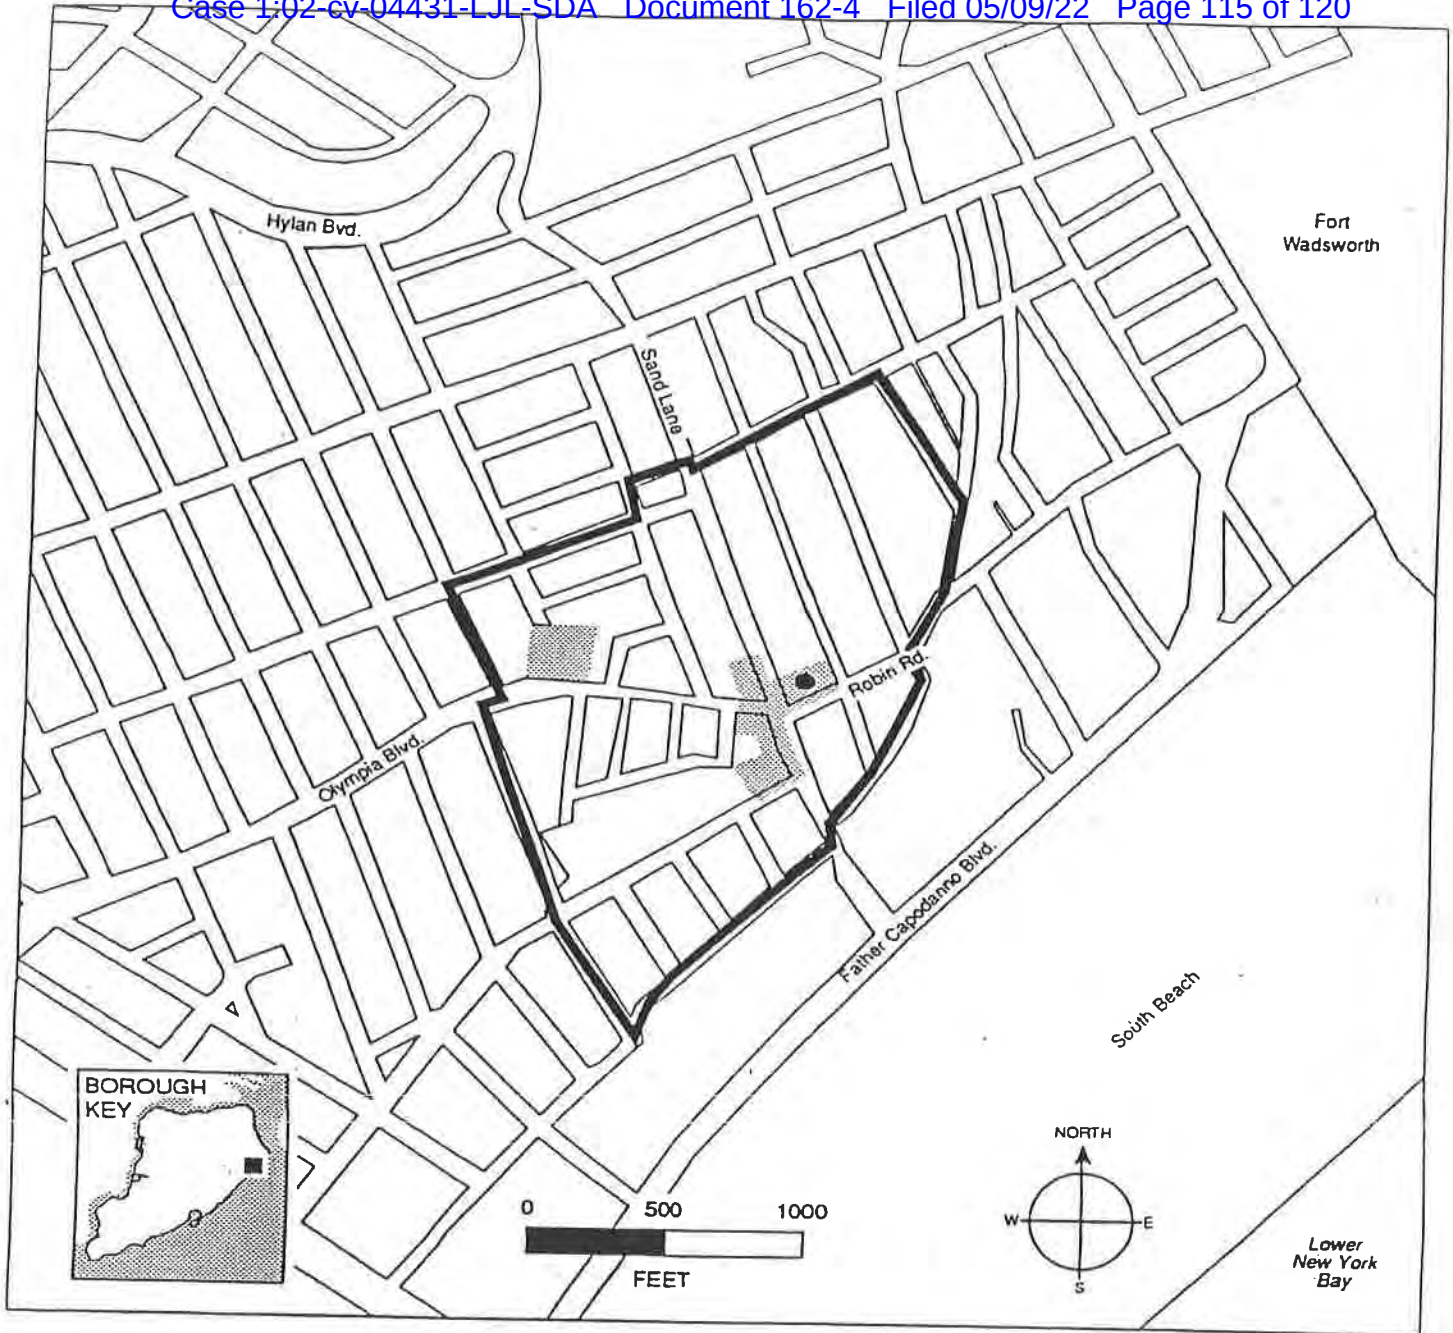 Case 1:02-cv-04431-LJL-SDA Document 162-4 Filed 05/09/22 Page 115 of 120
Fort
Wadsworth
Hylan Bvd.
Sand Lane
Robin Rd.
Olympia Blvd.
Father Capodanno Blvd.
South Beach
BOROUGH
KEY
NORTH
W
E
S
0 500 1000
FEET
Lower
New York
Bay